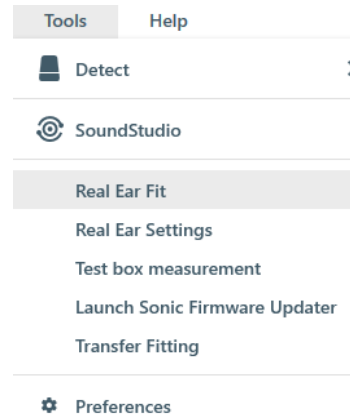 Tools Help
Detect
SoundStudio
Real Ear Fit
Real Ear Settings
Test box measurement
Launch Sonic Firmware Updater
Transfer Fitting
Preferences